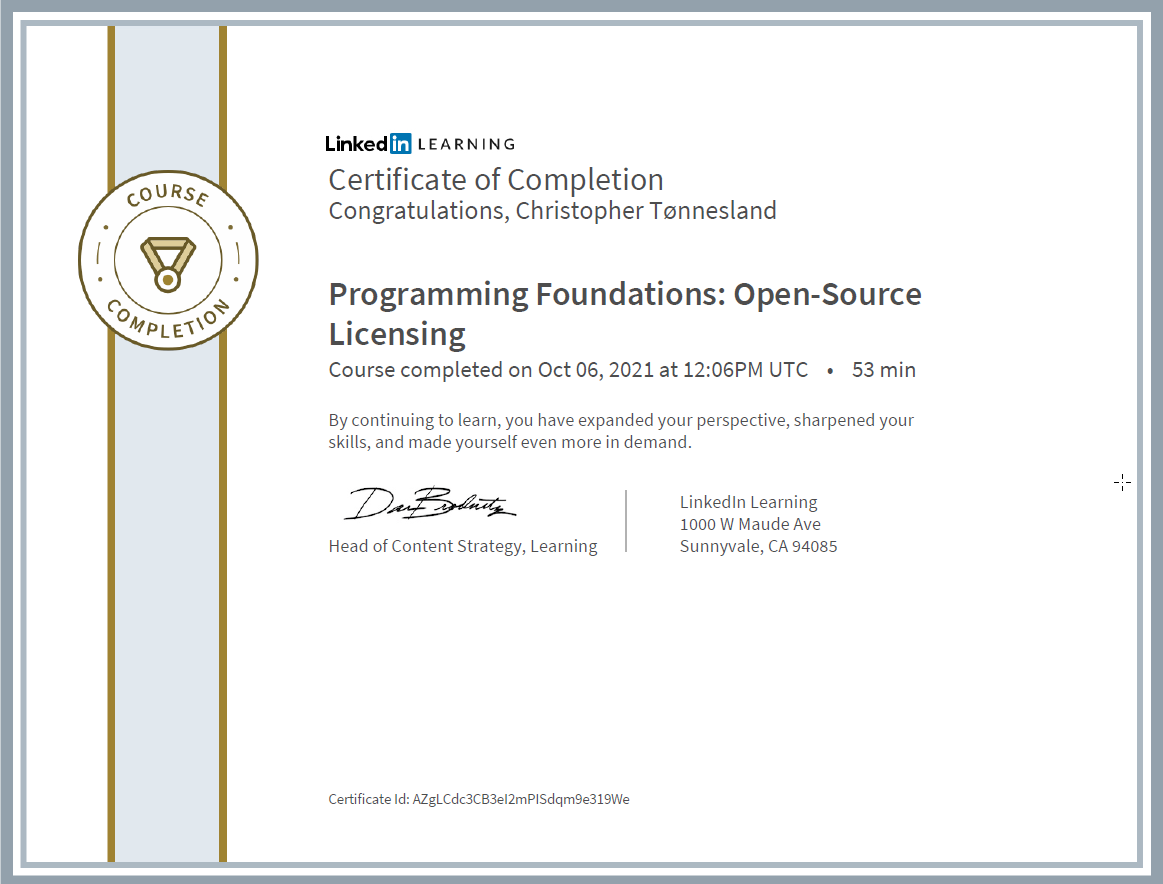 COURSE
COMPLETION
Linked in LEARNING
Certificate of Completion
Congratulations, Christopher Tønnesland
Programming Foundations: Open-Source
Licensing
Course completed on Oct 06, 2021 at 12:06PM UTC • 53 min
By continuing to learn, you have expanded your perspective, sharpened your
skills, and made yourself even more in demand.
Head of Content Strategy, Learning
LinkedIn Learning
1000 W Maude Ave
Sunnyvale, CA 94085
Certificate Id: AZgLCdc3CB3eI2mPISdqm9e319We